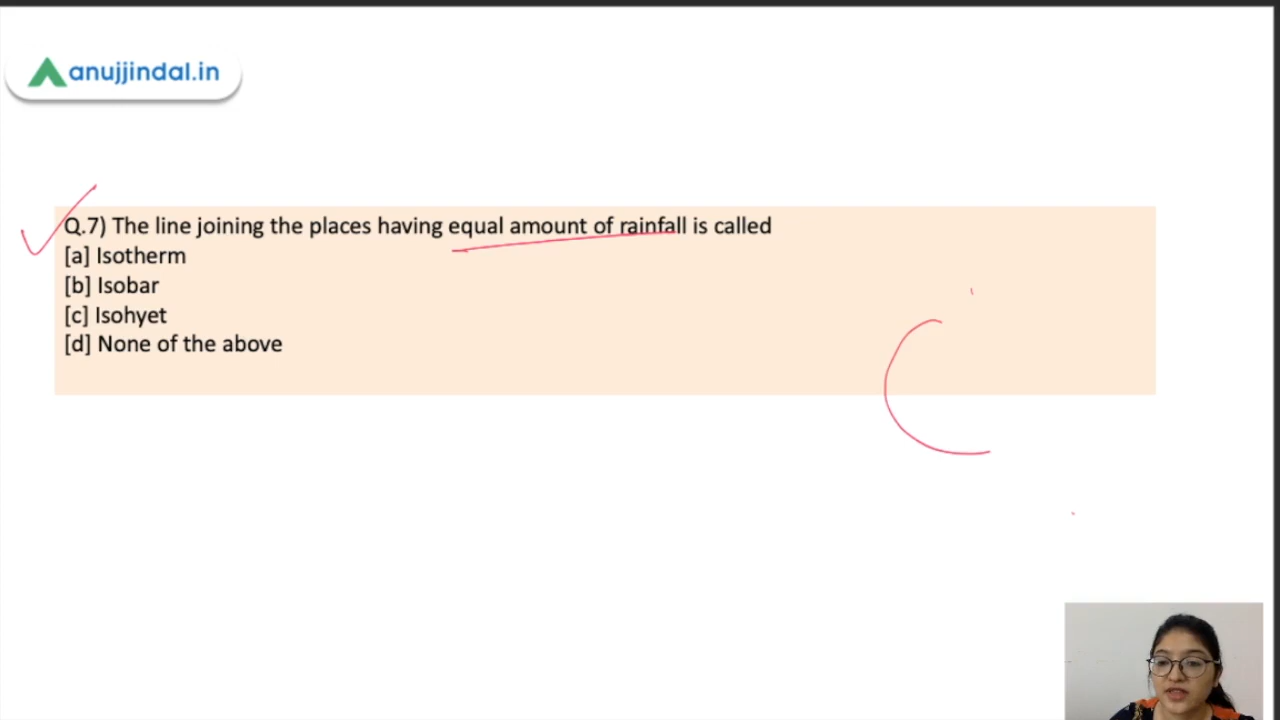 anujjindal.in
Q.7) The line joining the places having equal amount of rainfall is called
[a] Isotherm
[b] Isobar
[c] Isohyet
[d] None of the above